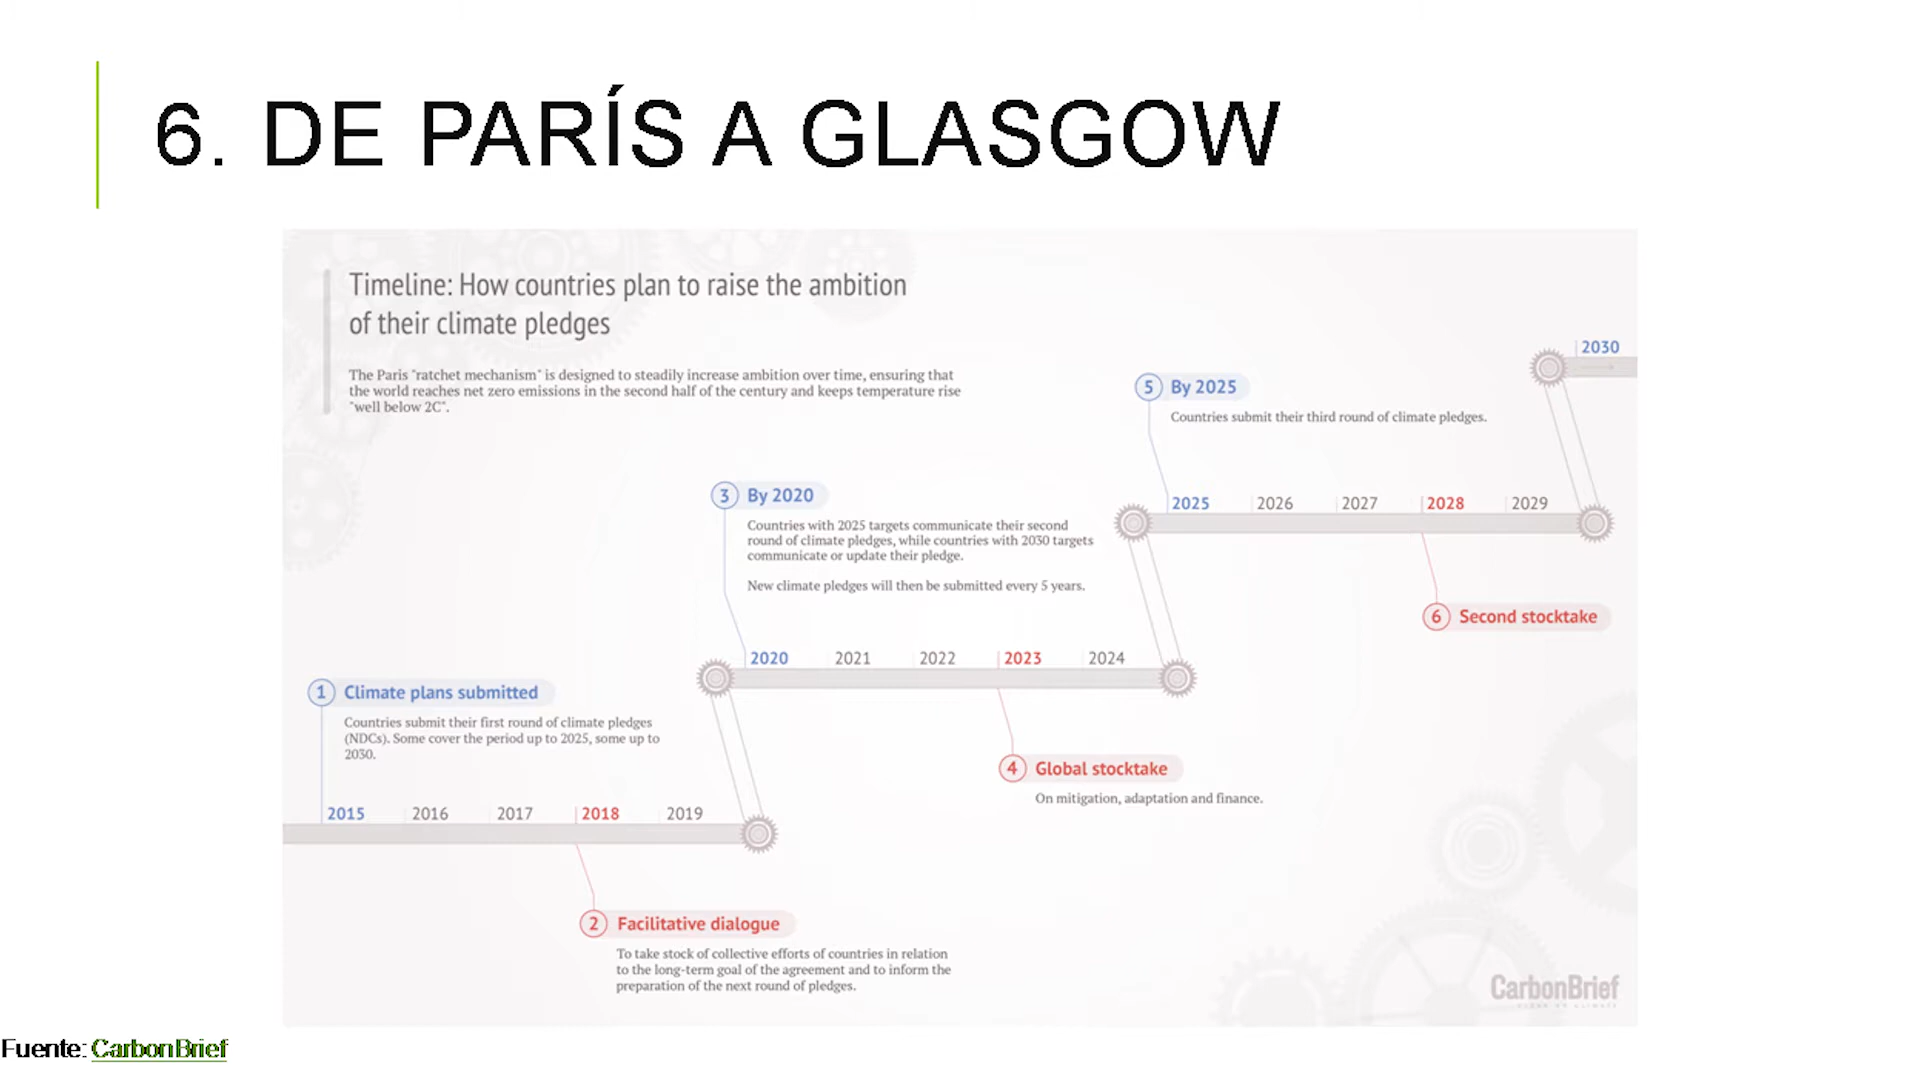 6. DE PARÍS A GLASGOW
Timeline: How countries plan to raise the ambition
of their climate pledges
The Paris "ratchet mechanism" is designed to steadily increase ambition over time, ensuring that
the world reaches net zero emissions in the second half of the century and keeps temperature rise
"well below 2C".
2030
5 By 2025
Countries submit their third round of climate pledges.
2025 2026 2027 2028 2029
6 Second stocktake
3 By 2020
Countries with 2025 targets communicate their second
round of climate pledges, while countries with 2030 targets
communicate or update their pledge.
New climate pledges will then be submitted every 5 years.
2020 2021 2022 2023 2024
4 Global stocktake
On mitigation, adaptation and finance.
1 Climate plans submitted
Countries submit their first round of climate pledges
(NDCs). Some cover the period up to 2025, some up to
2030.
2015 2016 2017 2018 2019
2 Facilitative dialogue
To take stock of collective efforts of countries in relation
to the long-term goal of the agreement and to inform the
preparation of the next round of pledges.
CarbonBrief
Fuente: CarbonBrief